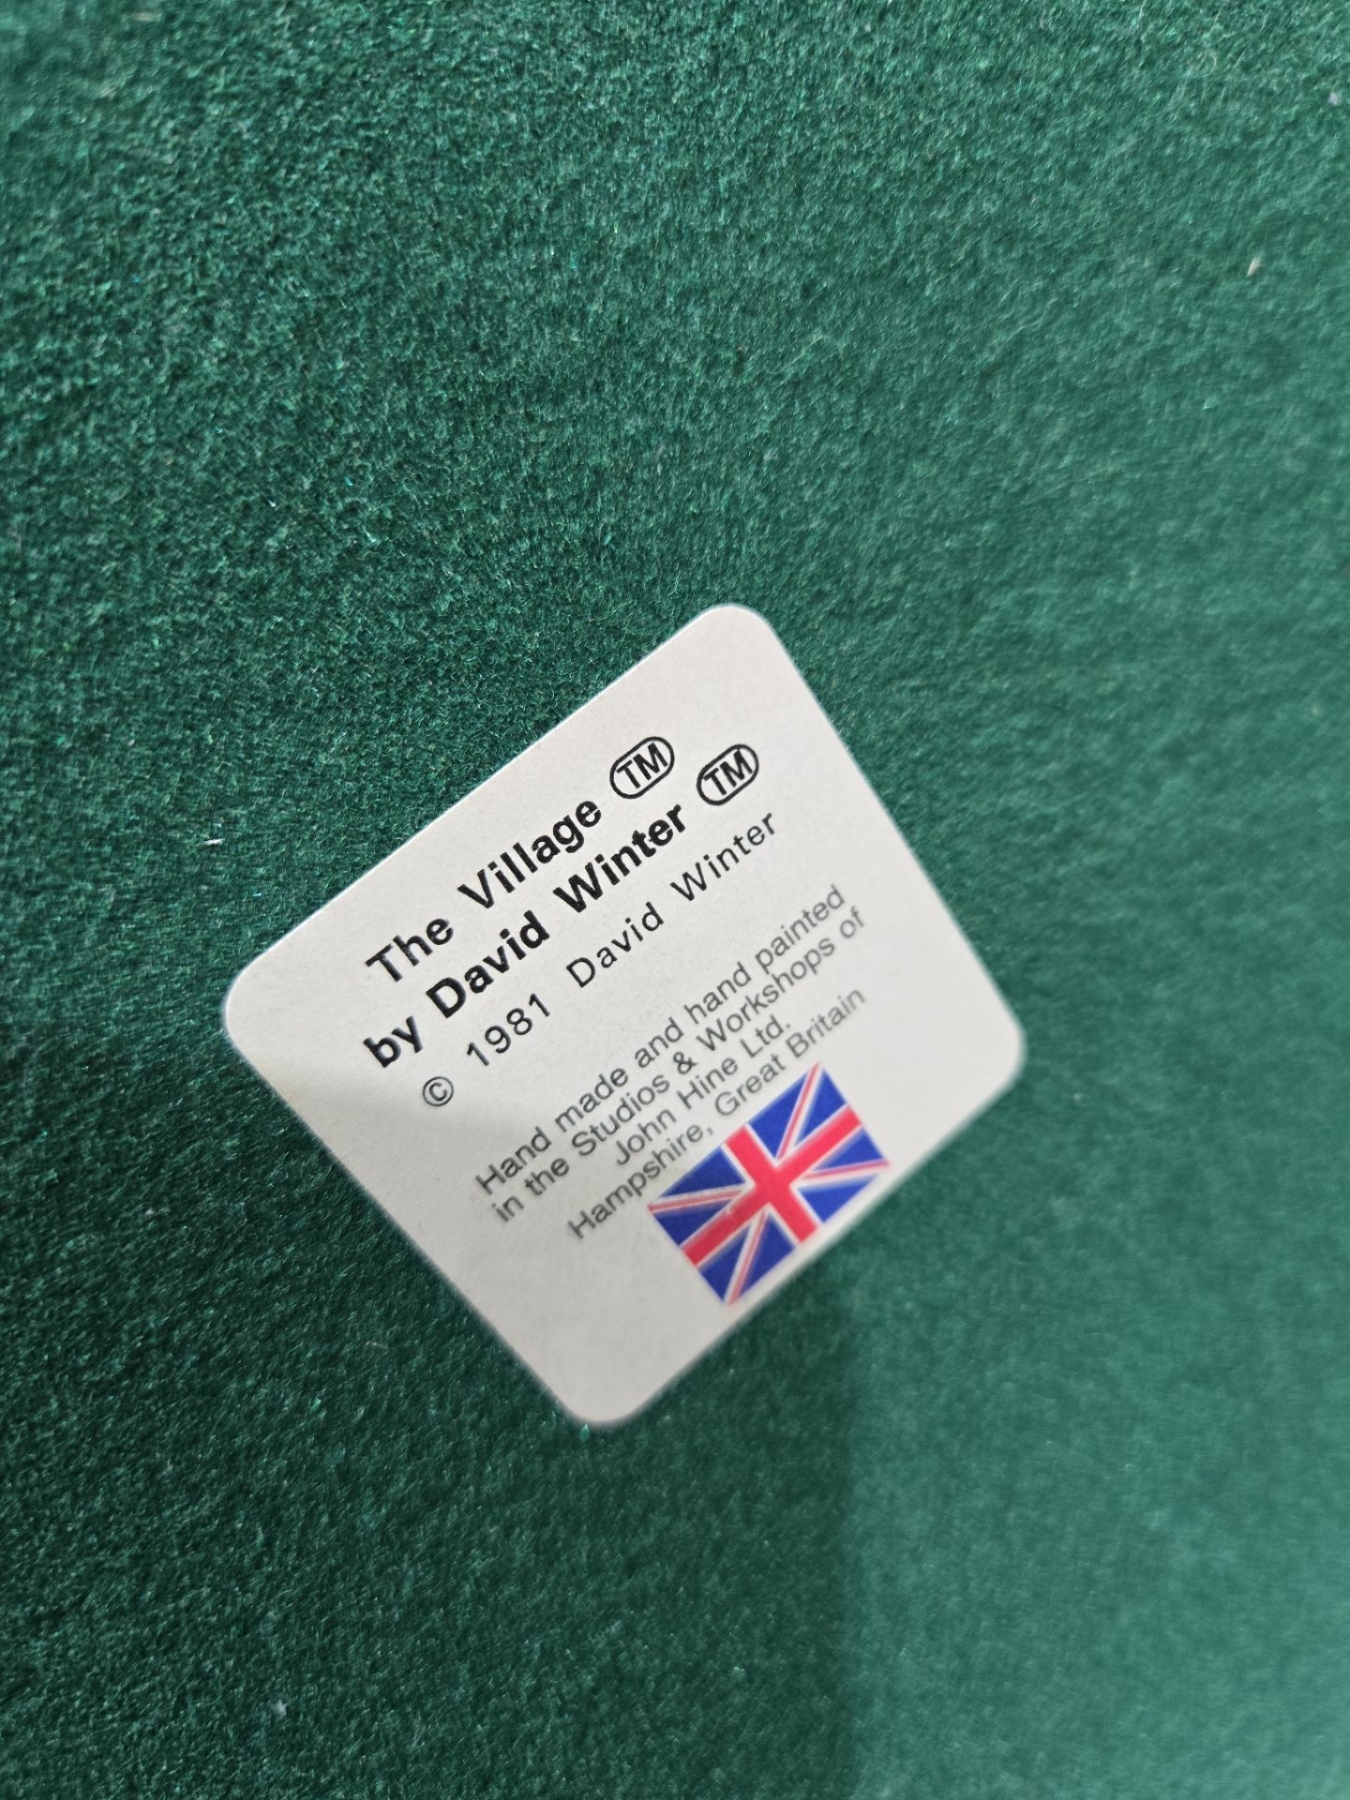 The Village TM
by David Winter TM
© 1981 David Winter
Hand made and hand painted
in the Studios & Workshops of
John Hine Ltd.
Hampshire, Great Britain